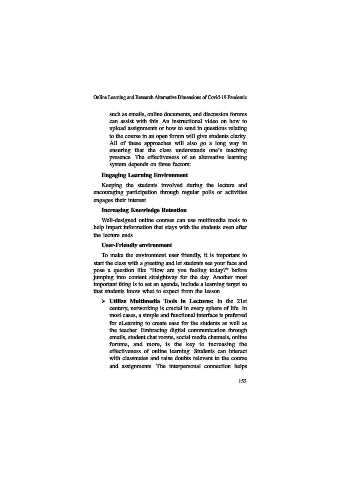 Online Learning and Research Alternative Dimensions of Covid-19 Pandemic
such as emails, online documents, and discussion forums
can assist with this. An instructional video on how to
upload assignments or how to send in questions relating
to the course in an open forum will give students clarity.
All of these approaches will also go a long way in
ensuring that the class understands one's teaching
presence. The effectiveness of an alternative learning
system depends on three factors:
Engaging Learning Environment
Keeping the students involved during the lecture and
encouraging participation through regular polls or activities
engages their interest.
Increasing Knowledge Retention
Well-designed online courses can use multimedia tools to
help impart information that stays with the students even after
the lecture ends.
User-Friendly environment
To make the environment user friendly, it is important to
start the class with a greeting and let students see your face and
pose a question like "How are you feeling today?" before
jumping into content straightaway for the day. Another most
important thing is to set an agenda, include a learning target so
that students know what to expect from the lesson.
➢ Utilize Multimedia Tools in Lectures: In the 21st
century, networking is crucial in every sphere of life. In
most cases, a simple and functional interface is preferred
for eLearning to create ease for the students as well as
the teacher. Embracing digital communication through
emails, student chat rooms, social media channels, online
forums, and more, is the key to increasing the
effectiveness of online learning. Students can interact
with classmates and raise doubts relevant to the course
and assignments. The interpersonal connection helps
153